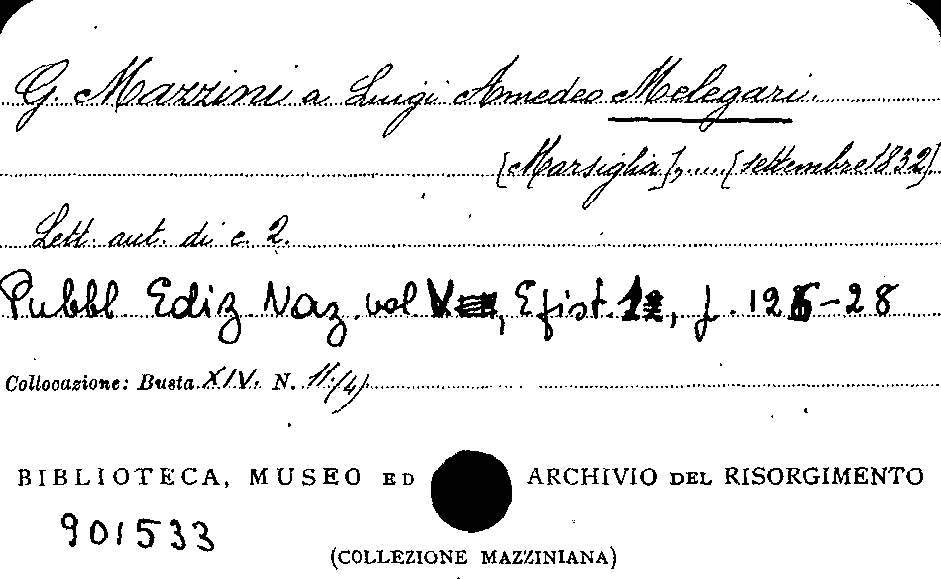 G. Mazzini a Luigi Amedeo Melegari.
[Marsiglia], ..... [settembre 1832]
Lett. aut. di c. 2.
Pubbl Ediz Naz. vol V, Epist. 1, p. 126-28
Collocazione: Busta XIV. N. 11.(4)
BIBLIOTECA, MUSEO ED ARCHIVIO DEL RISORGIMENTO
901533
(COLLEZIONE MAZZINIANA)